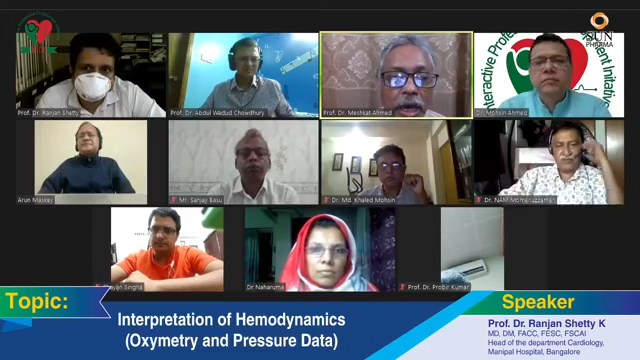 SUN
PHARMA
Interactive Profe
ment Initiative
Prof. Dr. Ranjan Shetty
Prof. Dr. Abdul Wadud Chowdhury
Prof. Dr. Meshkat Ahmed
Dr. Mohsin Ahmed
Arun Maskey
Mr. Sanjay Basu
Dr. Md. Khaled Mohsin
Dr. NAM Momenuzzaman
Singha
Dr Naharuma
Prof. Dr. Probir Kumar
Topic:
Interpretation of Hemodynamics
(Oxymetry and Pressure Data)
Speaker
Prof. Dr. Ranjan Shetty K
MD, DM, FACC, FESC, FSCAI
Head of the department Cardiology,
Manipal Hospital, Bangalore